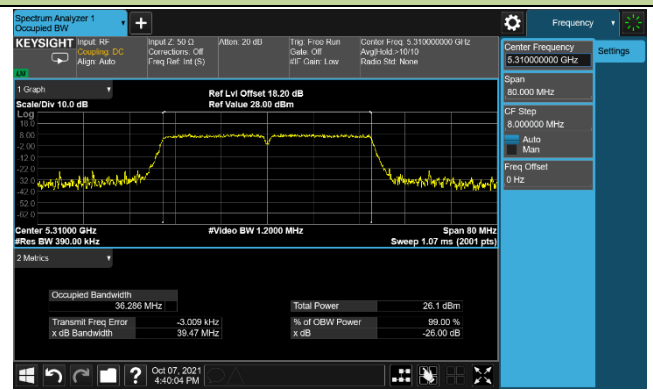 Spectrum Analyzer 1
Occupied BW
+
Frequency
KEYSIGHT
Input: RF
Coupling: DC
Align: Auto
Input Z: 50 Ω
Corrections: Off
Freq Ref: Int (S)
Atten: 20 dB
Trig: Free Run
Gate: Off
#IF Gain: Low
Center Freq: 5.310000000 GHz
Avg|Hold:>10/10
Radio Std: None
Center Frequency
5.310000000 GHz
Settings
Span
80.000 MHz
CF Step
8.000000 MHz
Auto
Man
Freq Offset
0 Hz
1 Graph
Scale/Div 10.0 dB
Ref Lvl Offset 18.20 dB
Ref Value 28.00 dBm
Log
18.0
8.00
-2.00
-12.0
-22.0
-32.0
-42.0
-52.0
-62.0
Center 5.31000 GHz
#Res BW 390.00 kHz
#Video BW 1.2000 MHz
Span 80 MHz
Sweep 1.07 ms (2001 pts)
2 Metrics
Occupied Bandwidth
36.286 MHz
Total Power 26.1 dBm
Transmit Freq Error -3.009 kHz
% of OBW Power 99.00 %
x dB Bandwidth 39.47 MHz
x dB -26.00 dB
?
Oct 07, 2021
4:40:04 PM